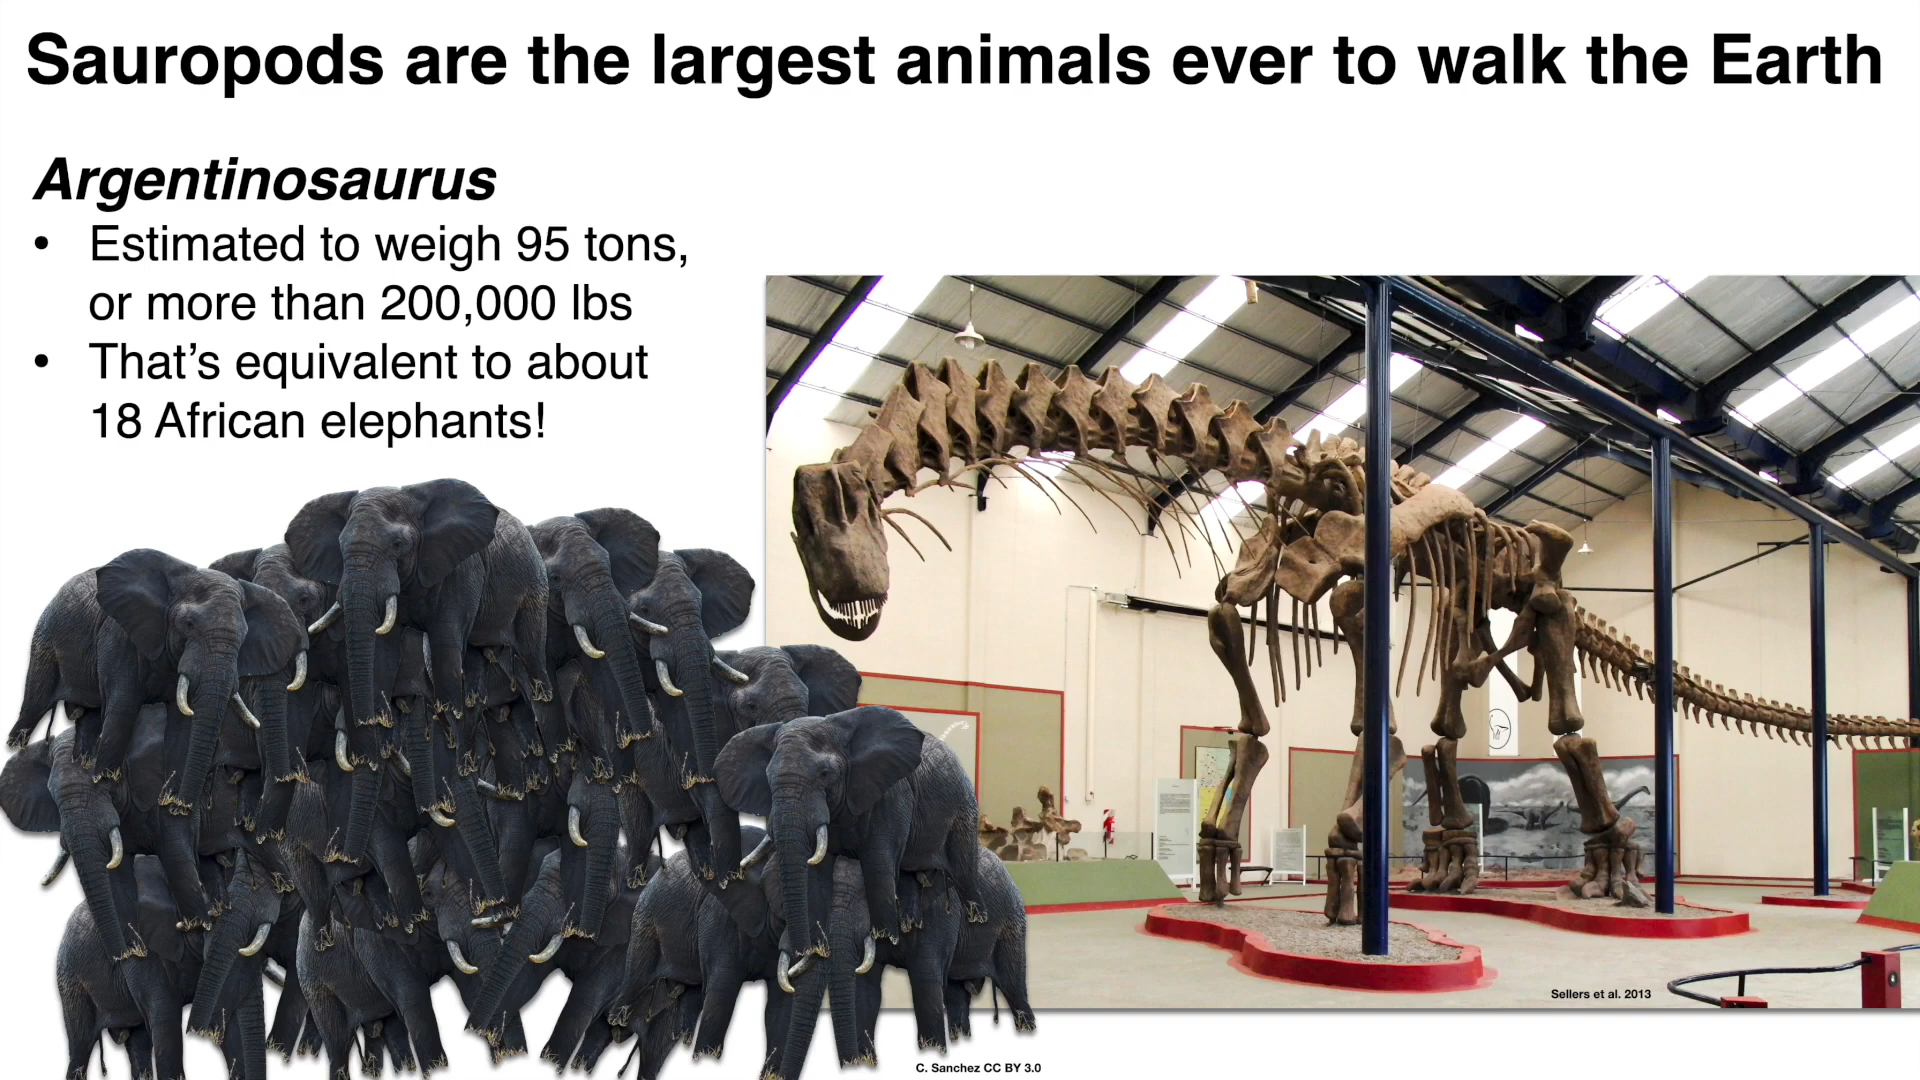 Sauropods are the largest animals ever to walk the Earth
Argentinosaurus
• Estimated to weigh 95 tons,
or more than 200,000 lbs
• That’s equivalent to about
18 African elephants!
Sellers et al. 2013
C. Sanchez CC BY 3.0